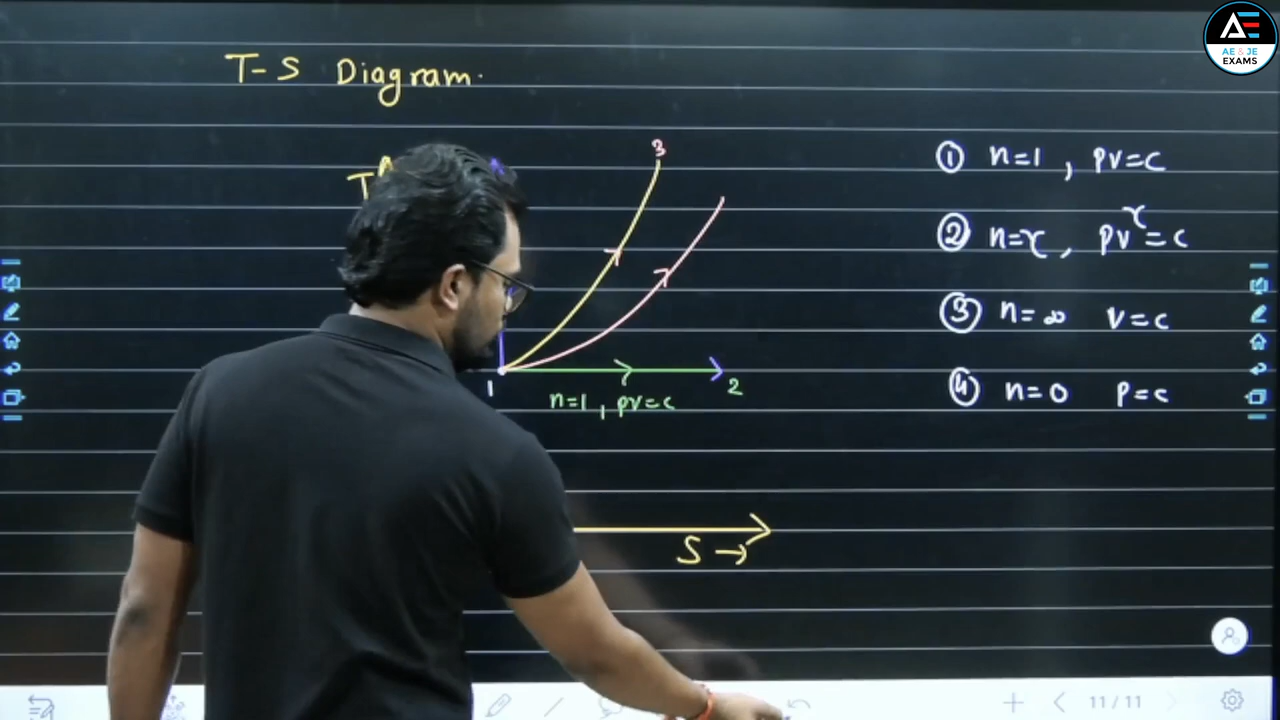 AE
AE & JE
EXAMS
T-S Diagram.
T
3
1
2
n=1, pv=c
S →
① n=1, pv=c
② n=γ, pv^γ=c
③ n=∞ v=c
④ n=0 p=c
11/11